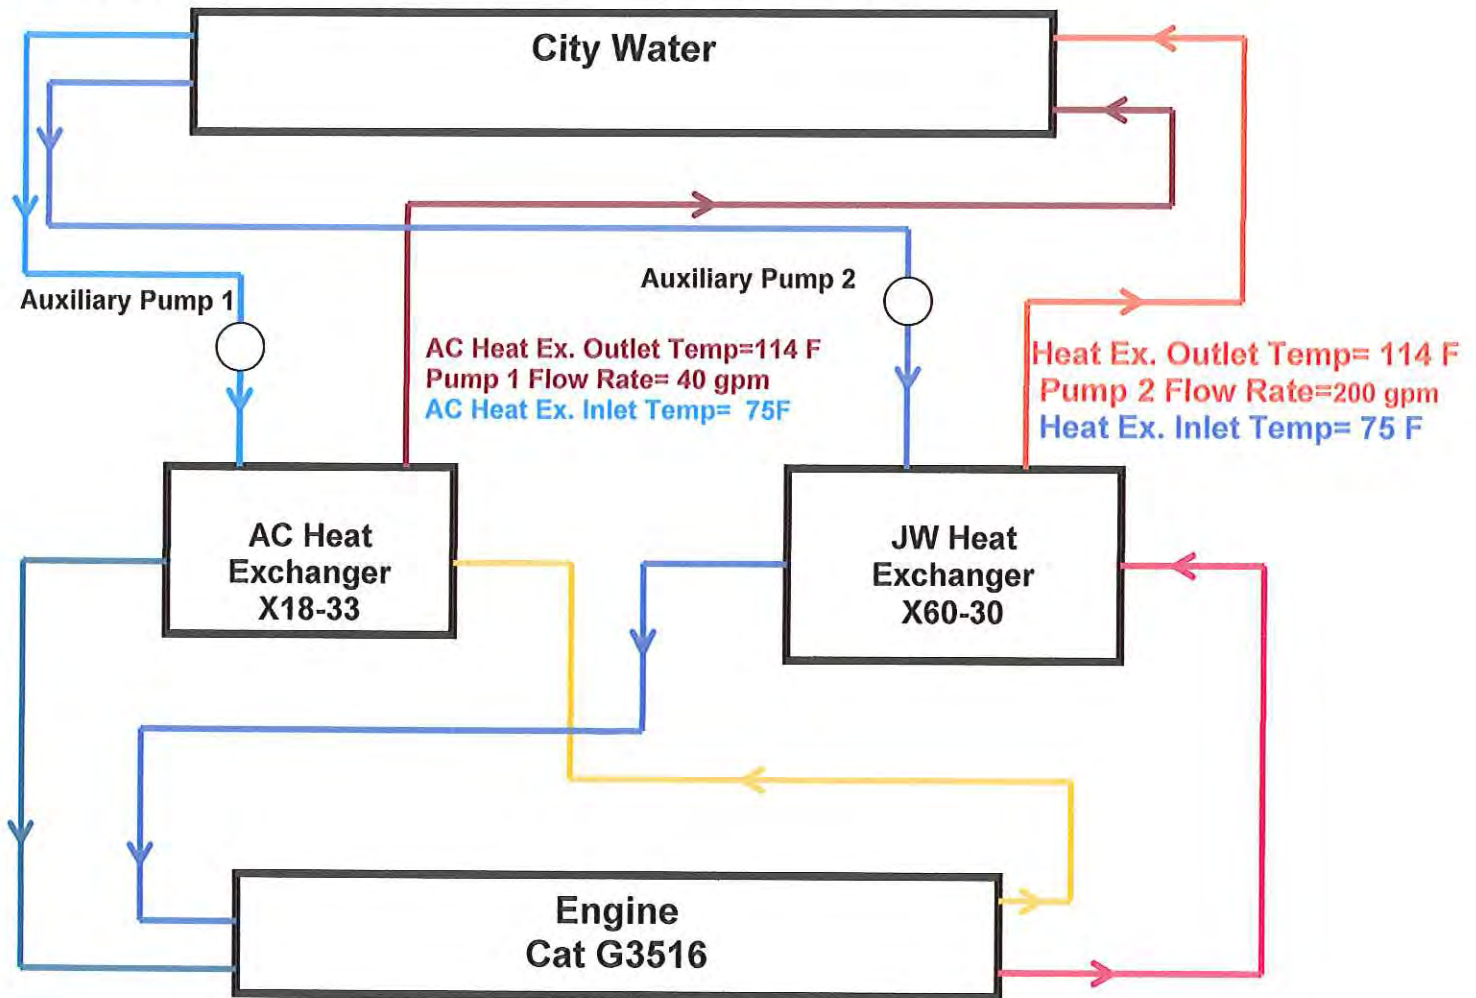 City Water
Auxiliary Pump 1
Auxiliary Pump 2
AC Heat Ex. Outlet Temp=114 F
Pump 1 Flow Rate= 40 gpm
AC Heat Ex. Inlet Temp= 75F
Heat Ex. Outlet Temp= 114 F
Pump 2 Flow Rate=200 gpm
Heat Ex. Inlet Temp= 75 F
AC Heat
Exchanger
X18-33
JW Heat
Exchanger
X60-30
Engine
Cat G3516